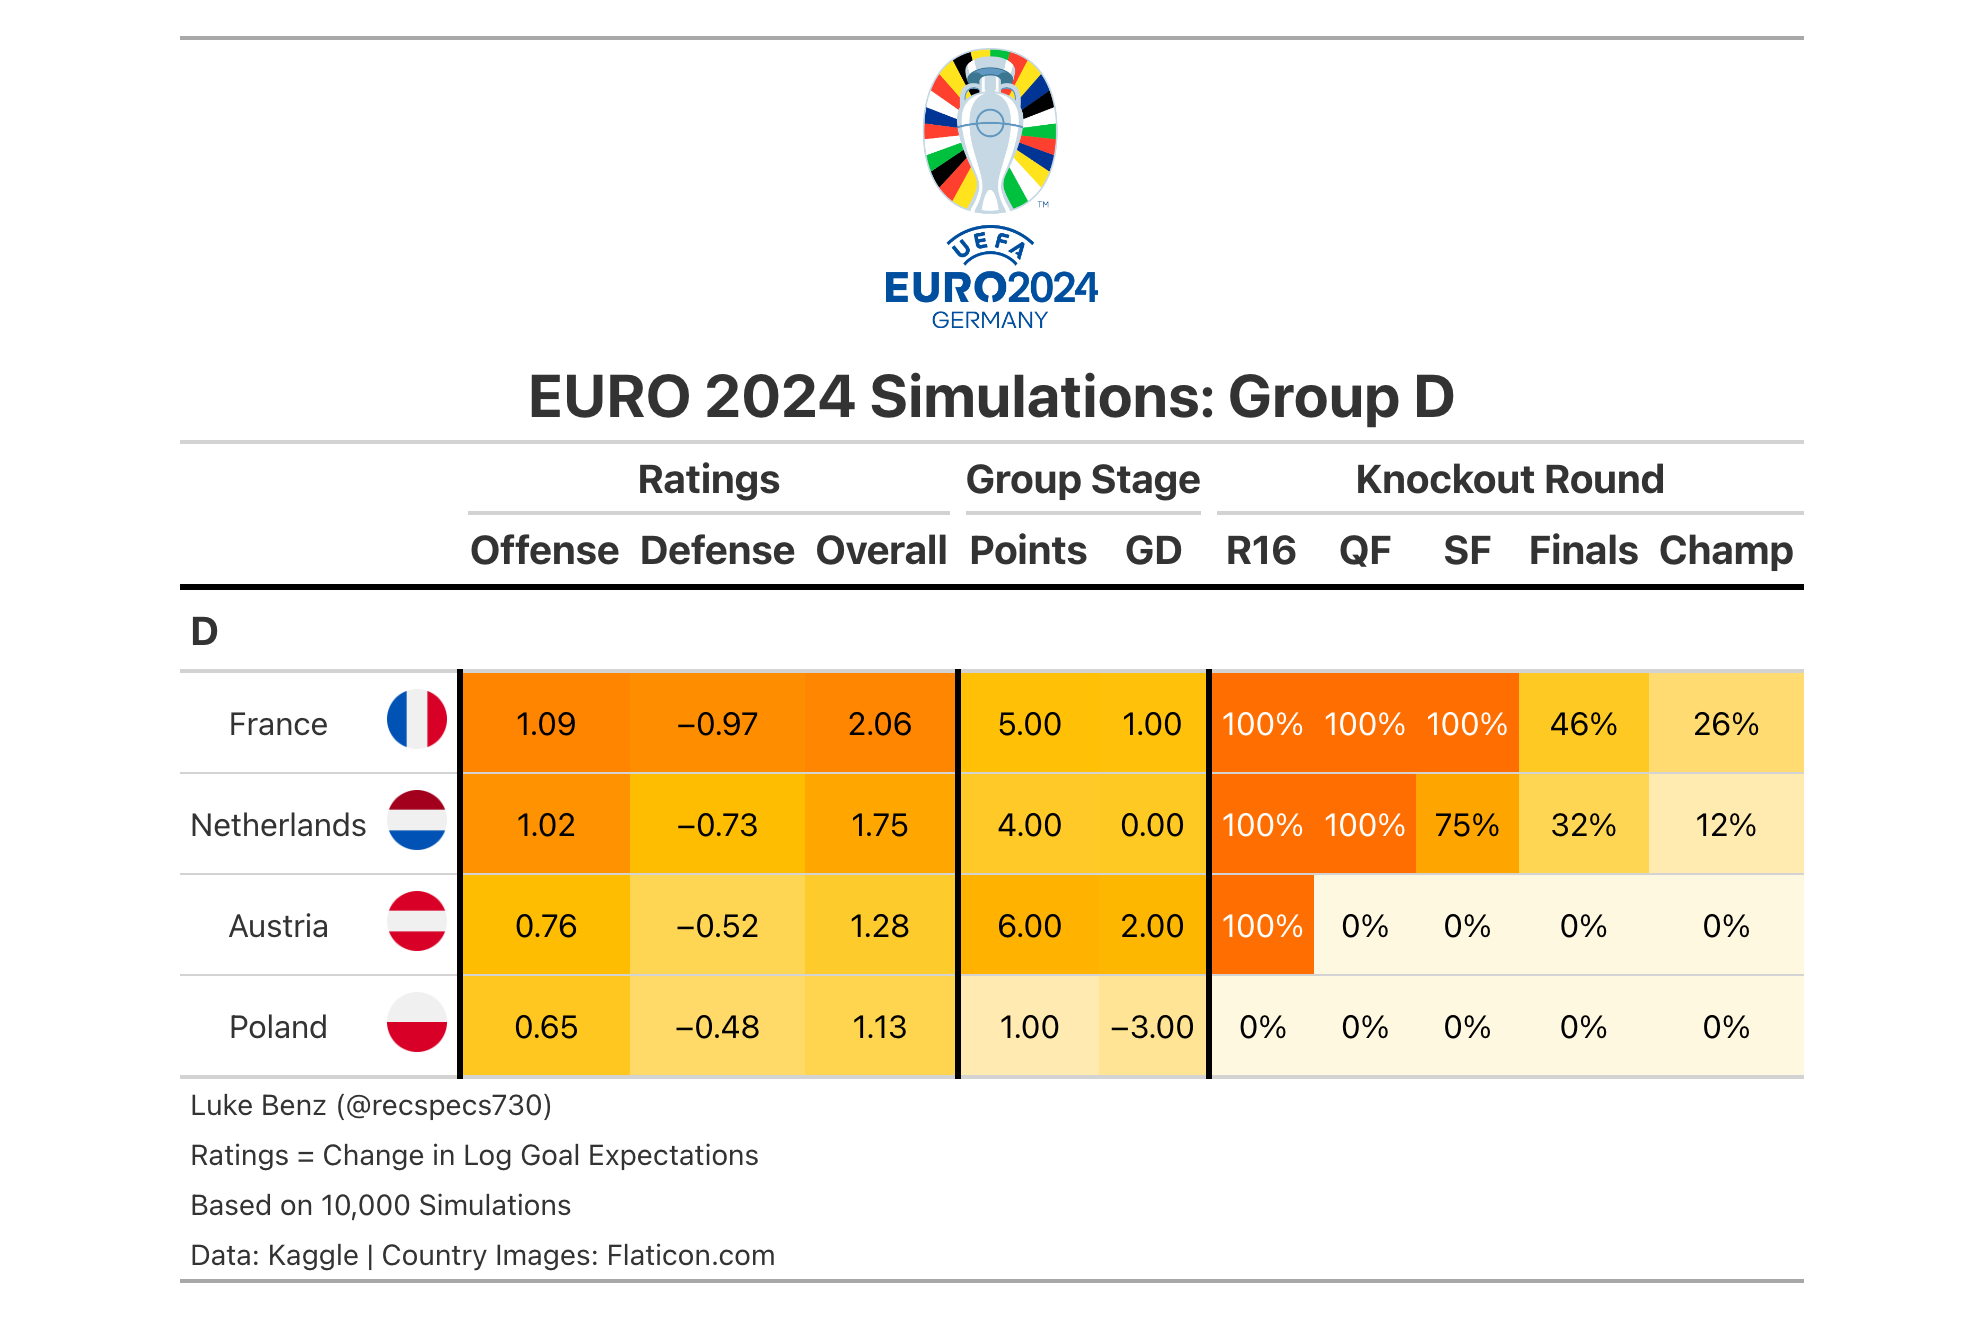 TM
UEFA
EURO2024
GERMANY
EURO 2024 Simulations: Group D
Ratings Group Stage Knockout Round
Offense Defense Overall Points GD R16 QF SF Finals Champ
D
France 1.09 −0.97 2.06 5.00 1.00 100% 100% 100% 46% 26%
Netherlands 1.02 −0.73 1.75 4.00 0.00 100% 100% 75% 32% 12%
Austria 0.76 −0.52 1.28 6.00 2.00 100% 0% 0% 0% 0%
Poland 0.65 −0.48 1.13 1.00 −3.00 0% 0% 0% 0% 0%
Luke Benz (@recspecs730)
Ratings = Change in Log Goal Expectations
Based on 10,000 Simulations
Data: Kaggle | Country Images: Flaticon.com